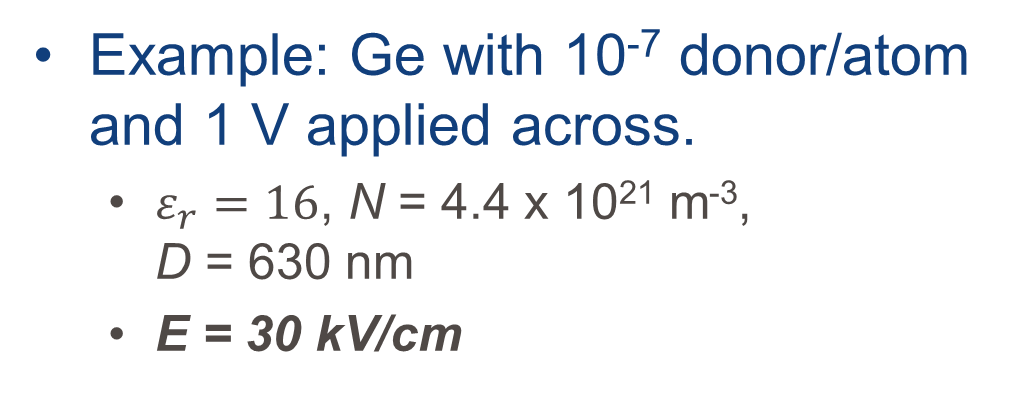 • Example: Ge with 10⁻⁷ donor/atom
and 1 V applied across.
• 𝜀ᵣ = 16, N = 4.4 x 10²¹ m⁻³,
D = 630 nm
• E = 30 kV/cm